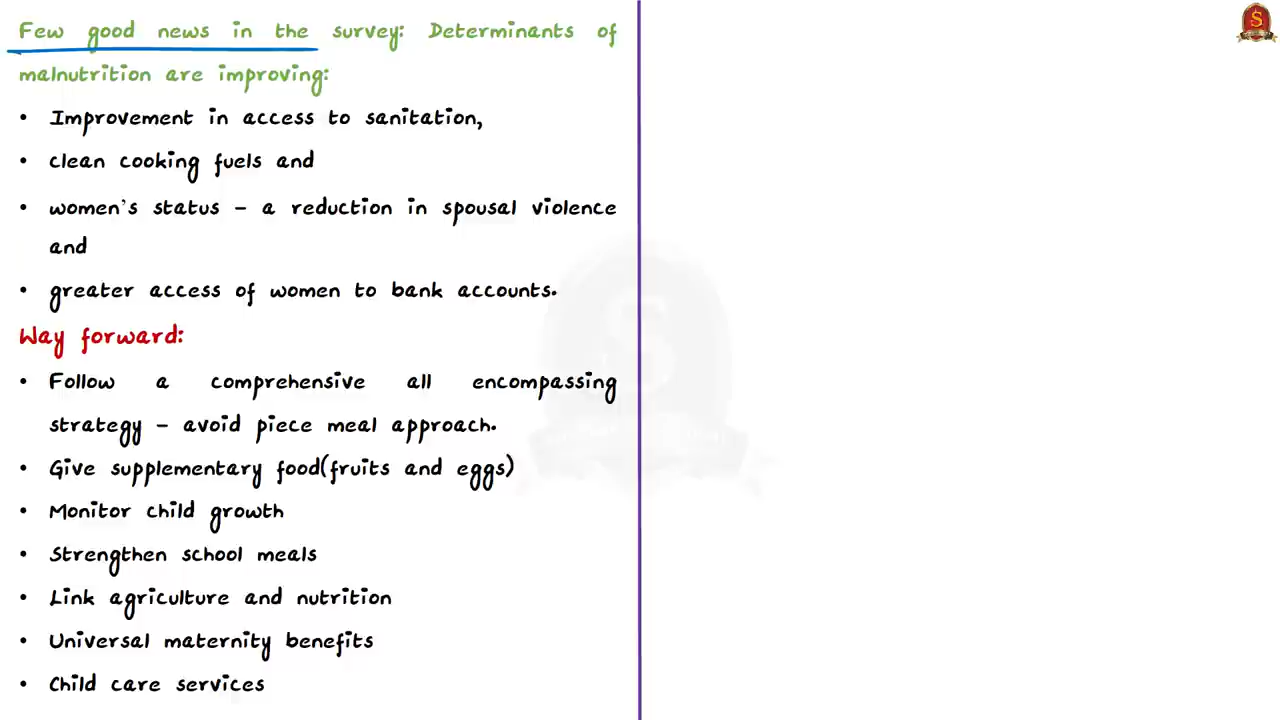 Few good news in the survey: Determinants of
malnutrition are improving:
• Improvement in access to sanitation,
• clean cooking fuels and
• women's status – a reduction in spousal violence
and
• greater access of women to bank accounts.
Way forward:
• Follow a comprehensive all encompassing
strategy – avoid piece meal approach.
• Give supplementary food(fruits and eggs)
• Monitor child growth
• Strengthen school meals
• Link agriculture and nutrition
• Universal maternity benefits
• Child care services
S